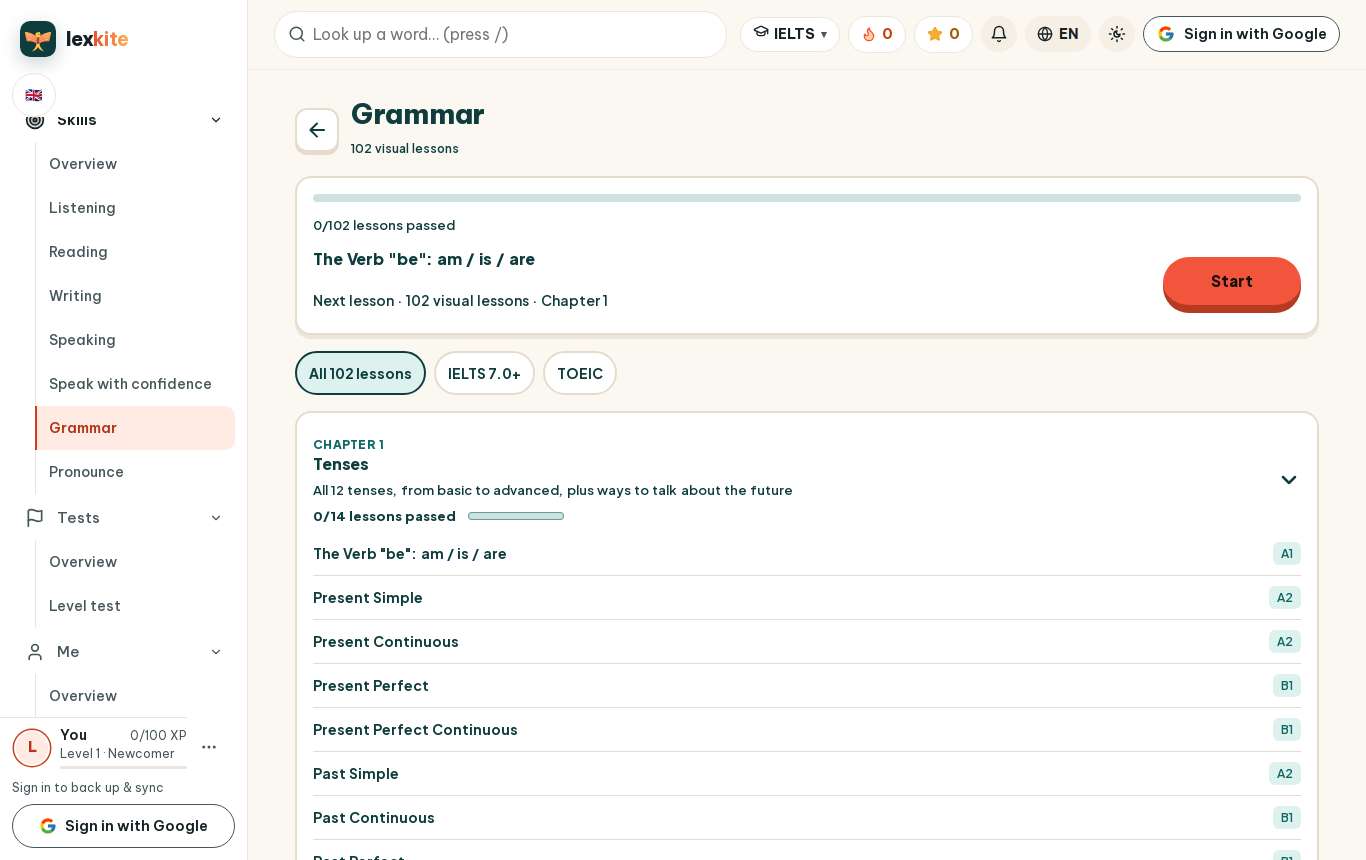 lexkite
Look up a word... (press /)
IELTS ▾
0
0
EN
Sign in with Google
Skills
Overview
Listening
Reading
Writing
Speaking
Speak with confidence
Grammar
Pronounce
Tests
Overview
Level test
Me
Overview
L
You
0/100 XP
Level 1 · Newcomer
Sign in to back up & sync
Sign in with Google
Grammar
102 visual lessons
0/102 lessons passed
The Verb "be": am / is / are
Next lesson · 102 visual lessons · Chapter 1
Start
All 102 lessons
IELTS 7.0+
TOEIC
CHAPTER 1
Tenses
All 12 tenses, from basic to advanced, plus ways to talk about the future
0/14 lessons passed
The Verb "be": am / is / are A1
Present Simple A2
Present Continuous A2
Present Perfect B1
Present Perfect Continuous B1
Past Simple A2
Past Continuous B1
Past Perfect B1